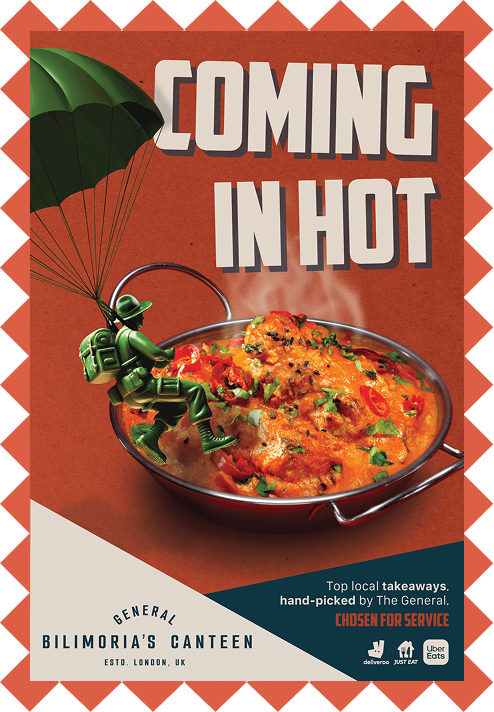 COMING
IN HOT
Top local takeaways,
hand-picked by The General.
CHOSEN FOR SERVICE
GENERAL
BILIMORIA'S CANTEEN
ESTD. LONDON, UK
deliveroo
JUST EAT
Uber
Eats